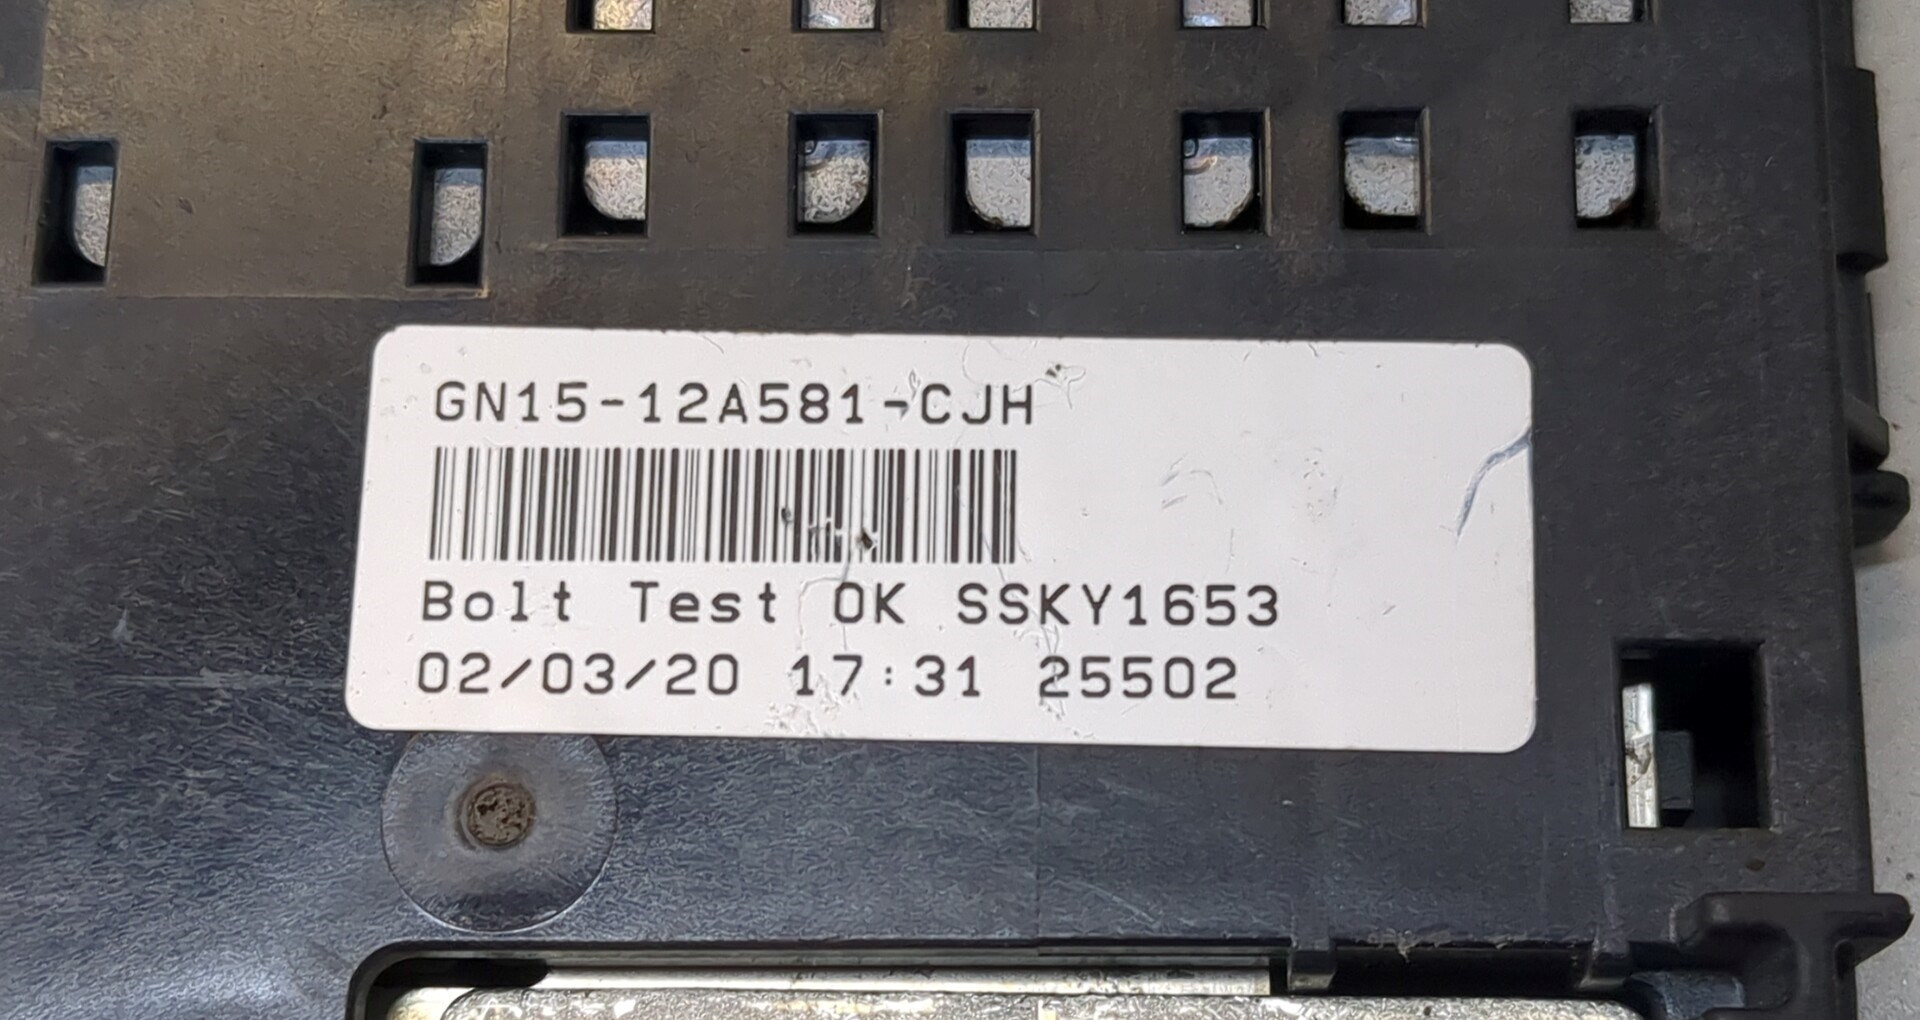 GN15-12A581-CJH
Bolt Test OK SSKY1653
02/03/20 17:31 25502